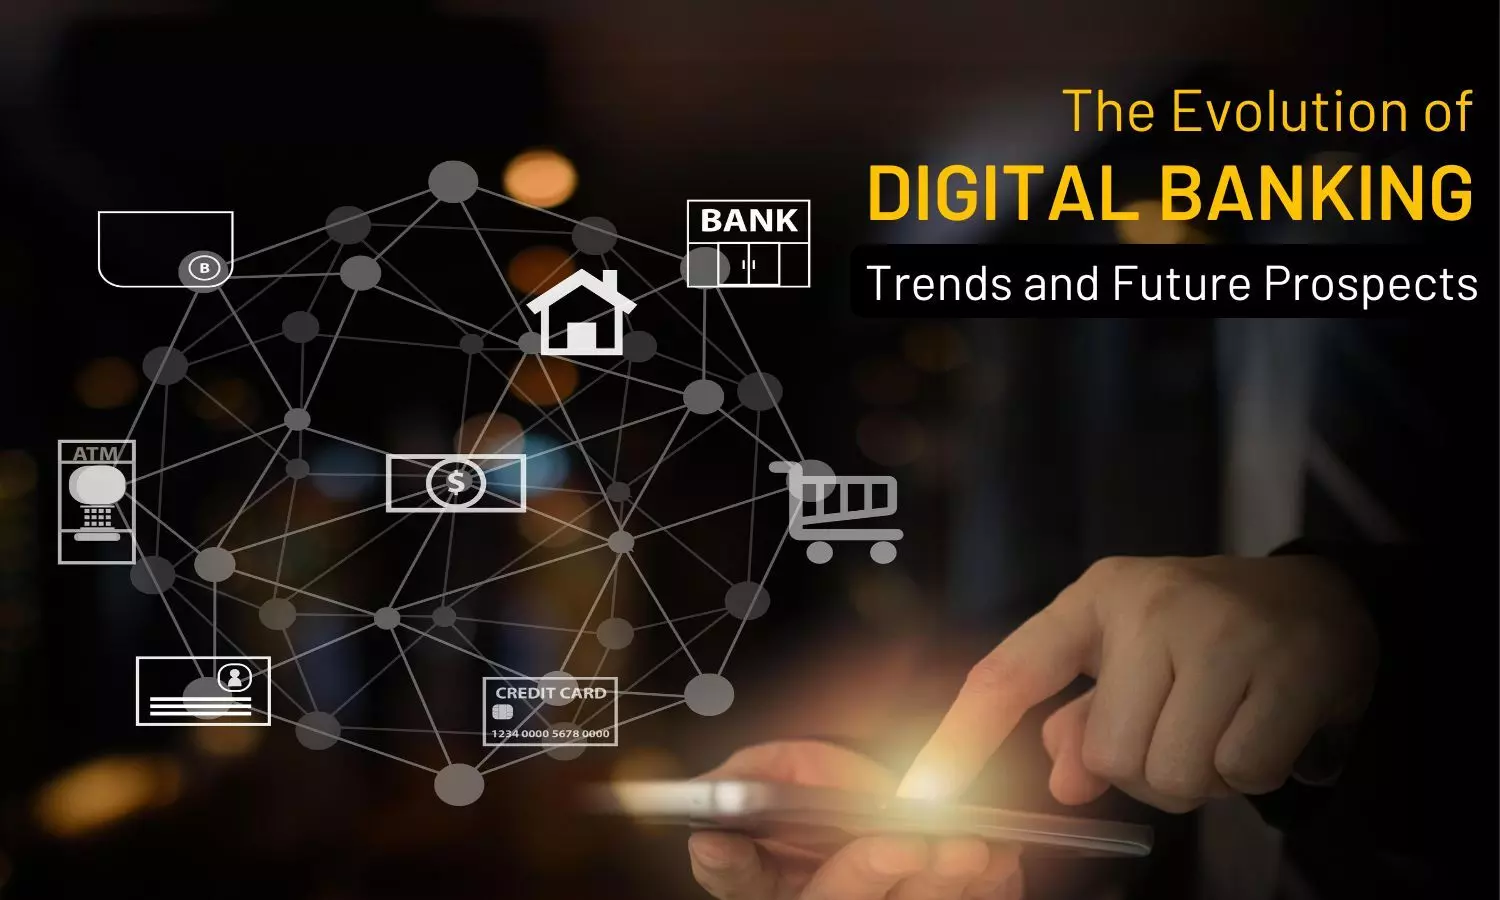 The Evolution of
DIGITAL BANKING
Trends and Future Prospects
BANK
B
ATM
$
CREDIT CARD
1234 0000 5678 0000